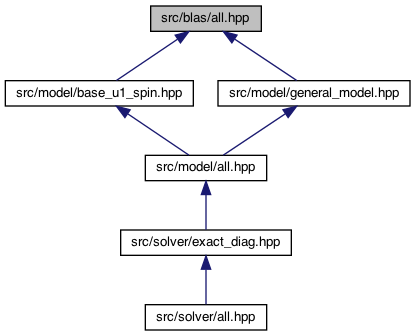 src/blas/all.hpp
src/model/base_u1_spin.hpp
src/model/general_model.hpp
src/model/all.hpp
src/solver/exact_diag.hpp
src/solver/all.hpp